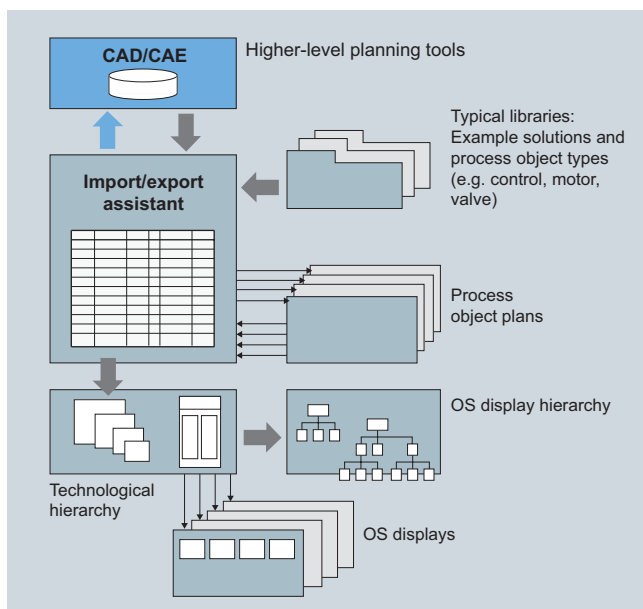 CAD/CAE
Higher-level planning tools
Typical libraries:
Example solutions and
process object types
(e.g. control, motor,
valve)
Import/export
assistant
Process
object plans
OS display hierarchy
Technological
hierarchy
OS displays